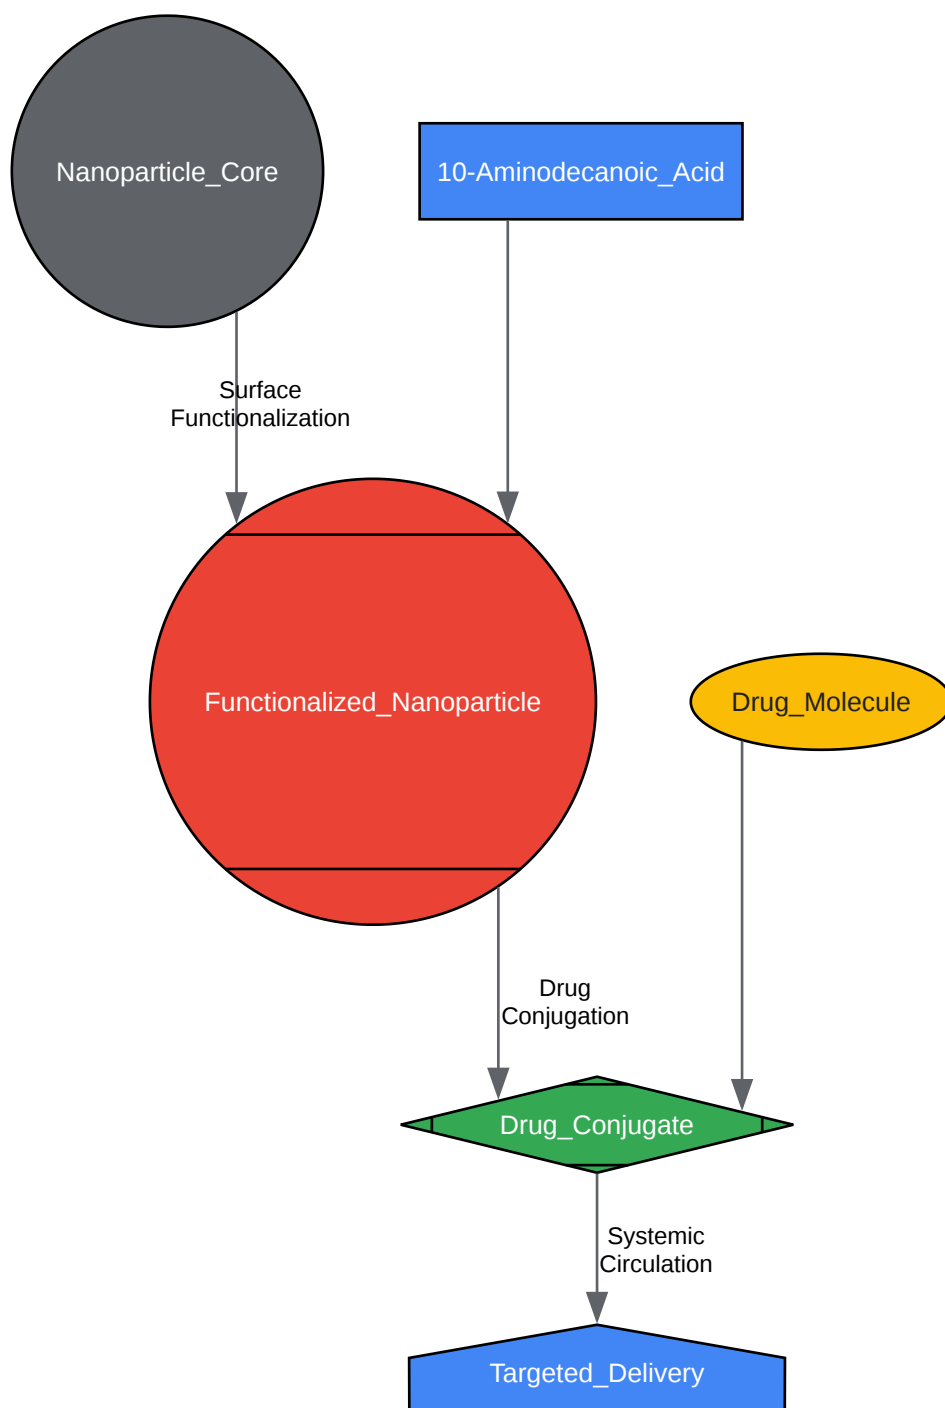 Nanoparticle_Core
10-Aminodecanoic_Acid
Surface
Functionalization
Functionalized_Nanoparticle
Drug_Molecule
Drug
Conjugation
Drug_Conjugate
Systemic
Circulation
Targeted_Delivery